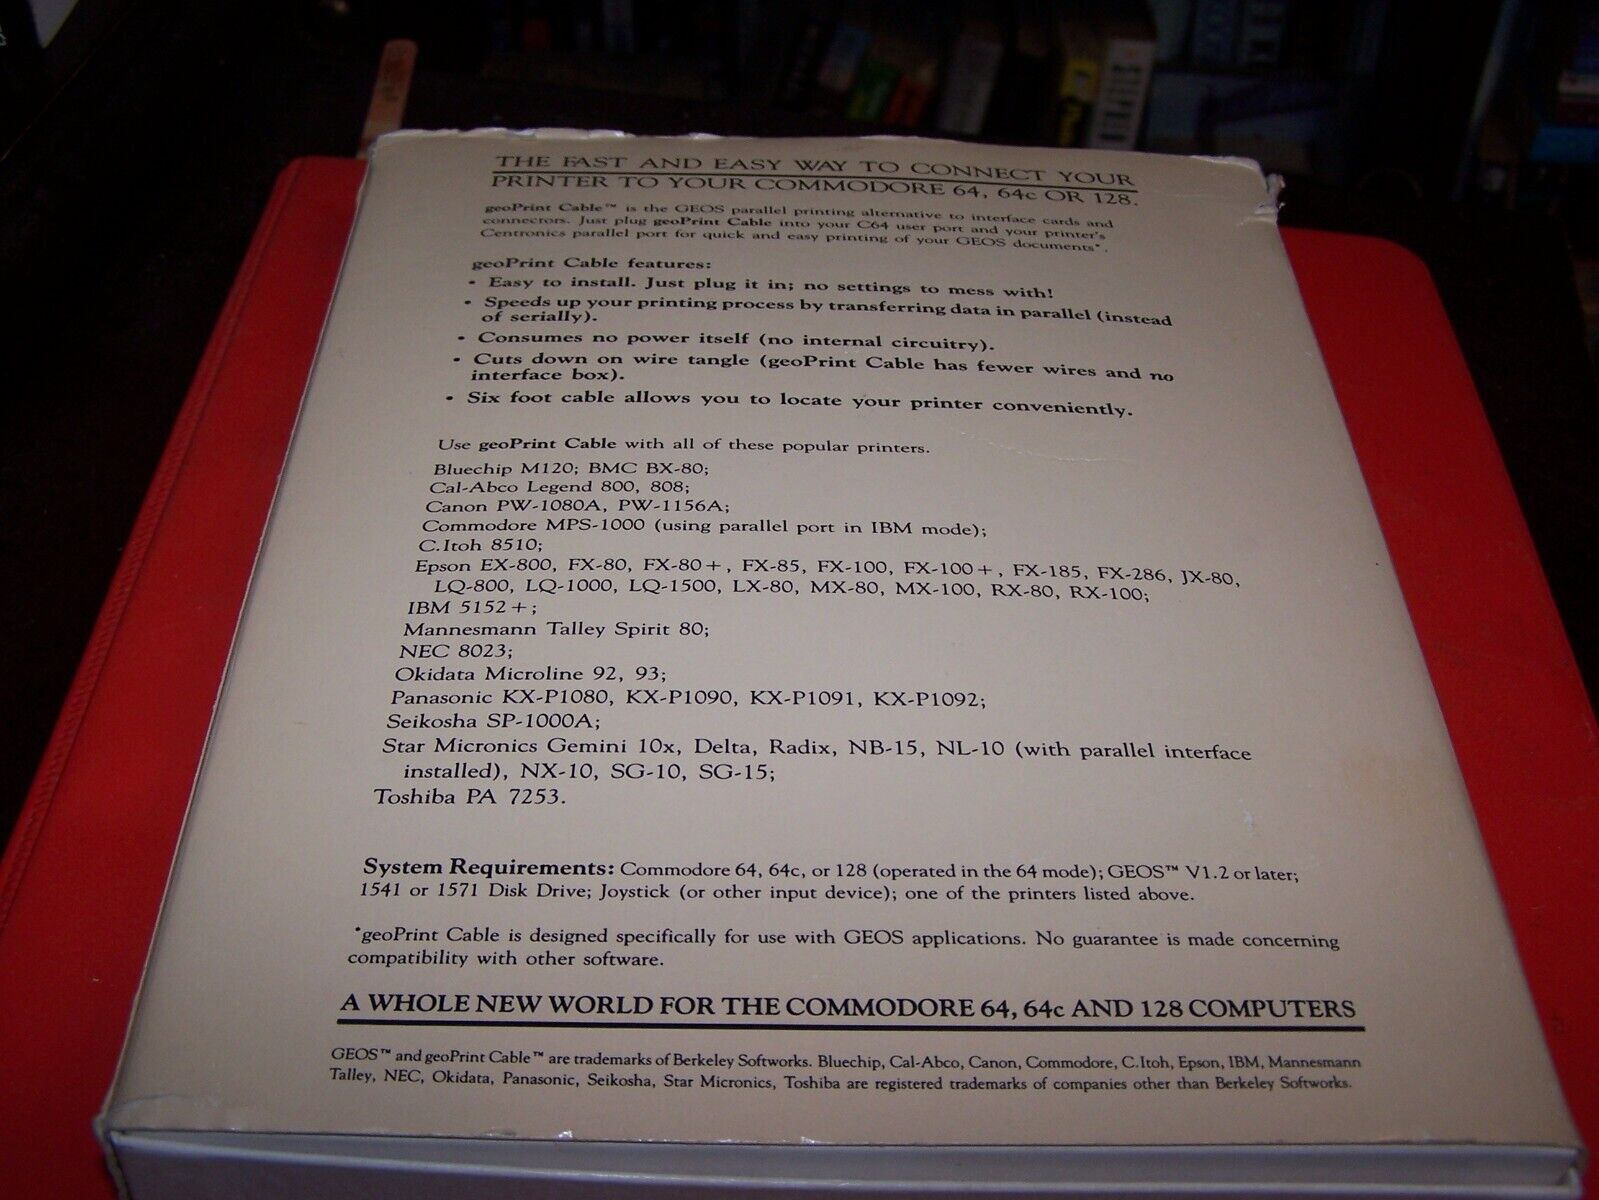 THE FAST AND EASY WAY TO CONNECT YOUR
PRINTER TO YOUR COMMODORE 64, 64c OR 128.
geoPrint Cable™ is the GEOS parallel printing alternative to interface cards and
connectors. Just plug geoPrint Cable into your C64 user port and your printer's
Centronics parallel port for quick and easy printing of your GEOS documents*.
geoPrint Cable features:
• Easy to install. Just plug it in; no settings to mess with!
• Speeds up your printing process by transferring data in parallel (instead
of serially).
• Consumes no power itself (no internal circuitry).
• Cuts down on wire tangle (geoPrint Cable has fewer wires and no
interface box).
• Six foot cable allows you to locate your printer conveniently.
Use geoPrint Cable with all of these popular printers.
Bluechip M120; BMC BX-80;
Cal-Abco Legend 800, 808;
Canon PW-1080A, PW-1156A;
Commodore MPS-1000 (using parallel port in IBM mode);
C.Itoh 8510;
Epson EX-800, FX-80, FX-80+, FX-85, FX-100, FX-100+, FX-185, FX-286, JX-80,
LQ-800, LQ-1000, LQ-1500, LX-80, MX-80, MX-100, RX-80, RX-100;
IBM 5152+;
Mannesmann Talley Spirit 80;
NEC 8023;
Okidata Microline 92, 93;
Panasonic KX-P1080, KX-P1090, KX-P1091, KX-P1092;
Seikosha SP-1000A;
Star Micronics Gemini 10x, Delta, Radix, NB-15, NL-10 (with parallel interface
installed), NX-10, SG-10, SG-15;
Toshiba PA 7253.
System Requirements: Commodore 64, 64c, or 128 (operated in the 64 mode); GEOS™ V1.2 or later;
1541 or 1571 Disk Drive; Joystick (or other input device); one of the printers listed above.
*geoPrint Cable is designed specifically for use with GEOS applications. No guarantee is made concerning
compatibility with other software.
A WHOLE NEW WORLD FOR THE COMMODORE 64, 64c AND 128 COMPUTERS
GEOS™ and geoPrint Cable™ are trademarks of Berkeley Softworks. Bluechip, Cal-Abco, Canon, Commodore, C.Itoh, Epson, IBM, Mannesmann
Talley, NEC, Okidata, Panasonic, Seikosha, Star Micronics, Toshiba are registered trademarks of companies other than Berkeley Softworks.